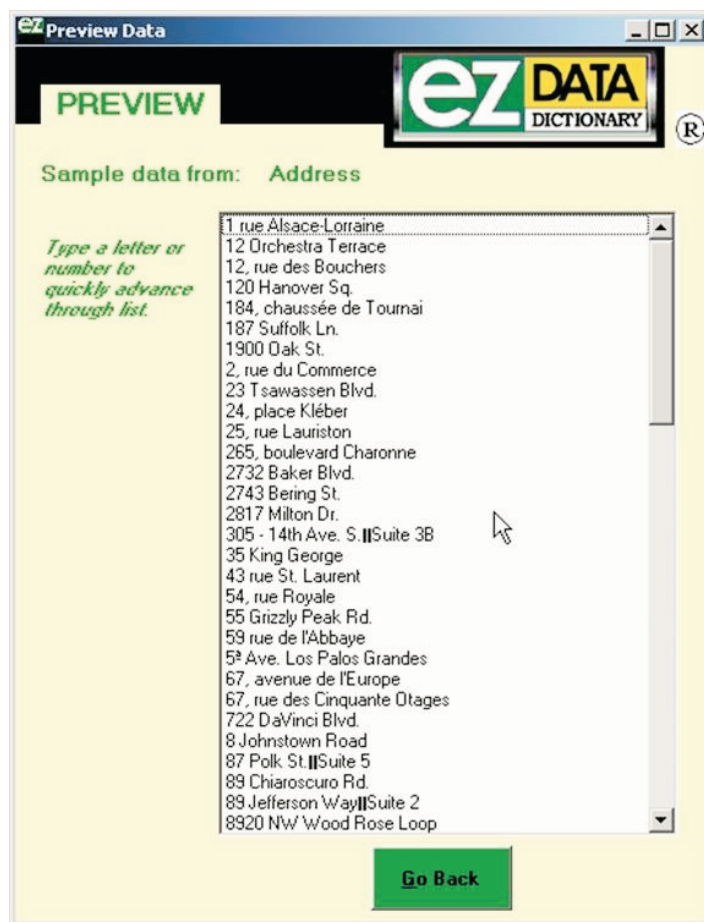 ez Preview Data
PREVIEW
ez DATA
DICTIONARY
®
Sample data from: Address
Type a letter or
number to
quickly advance
through list.
1 rue Alsace-Lorraine
12 Orchestra Terrace
12, rue des Bouchers
120 Hanover Sq.
184, chaussée de Tournai
187 Suffolk Ln.
1900 Oak St.
2, rue du Commerce
23 Tsawassen Blvd.
24, place Kléber
25, rue Lauriston
265, boulevard Charonne
2732 Baker Blvd.
2743 Bering St.
2817 Milton Dr.
305 - 14th Ave. S.||Suite 3B
35 King George
43 rue St. Laurent
54, rue Royale
55 Grizzly Peak Rd.
59 rue de l'Abbaye
5ª Ave. Los Palos Grandes
67, avenue de l'Europe
67, rue des Cinquante Otages
722 DaVinci Blvd.
8 Johnstown Road
87 Polk St.||Suite 5
89 Chiaroscuro Rd.
89 Jefferson Way||Suite 2
8920 NW Wood Rose Loop
Go Back